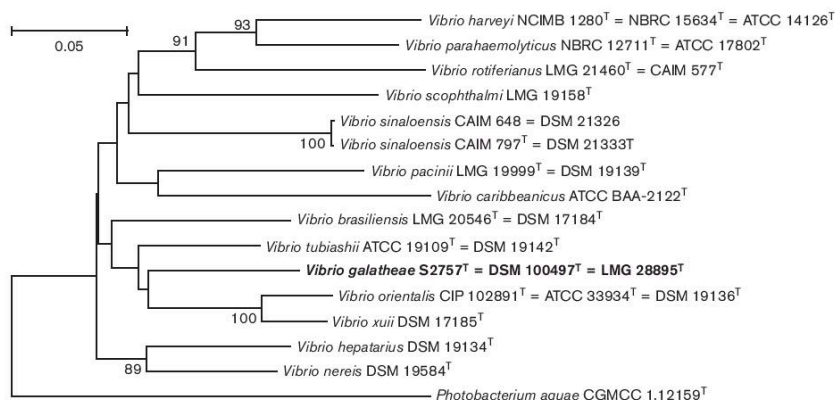 93
Vibrio harveyi NCIMB 1280ᵀ = NBRC 15634ᵀ = ATCC 14126ᵀ
0.05
91
Vibrio parahaemolyticus NBRC 12711 = ATCC 17802ᵀ
Vibrio rotiferianus LMG 21460ᵀ = CAIM 577ᵀ
Vibrio scophthalmi LMG 19158ᵀ
Vibrio sinaloensis CAIM 648 = DSM 21326
100
Vibrio sinaloensis CAIM 797ᵀ = DSM 21333T
Vibrio pacinii LMG 19999ᵀ = DSM 19139ᵀ
Vibrio caribbeanicus ATCC BAA-2122ᵀ
Vibrio brasiliensis LMG 20546ᵀ = DSM 17184ᵀ
Vibrio tubiashii ATCC 19109ᵀ = DSM 19142ᵀ
Vibrio galatheae S2757ᵀ = DSM 100497ᵀ = LMG 28895ᵀ
Vibrio orientalis CIP 102891ᵀ = ATCC 33934ᵀ = DSM 19136ᵀ
100
Vibrio xuii DSM 17185ᵀ
Vibrio hepatarius DSM 19134ᵀ
89
Vibrio nereis DSM 19584ᵀ
Photobacterium aquae CGMCC 1.12159ᵀ